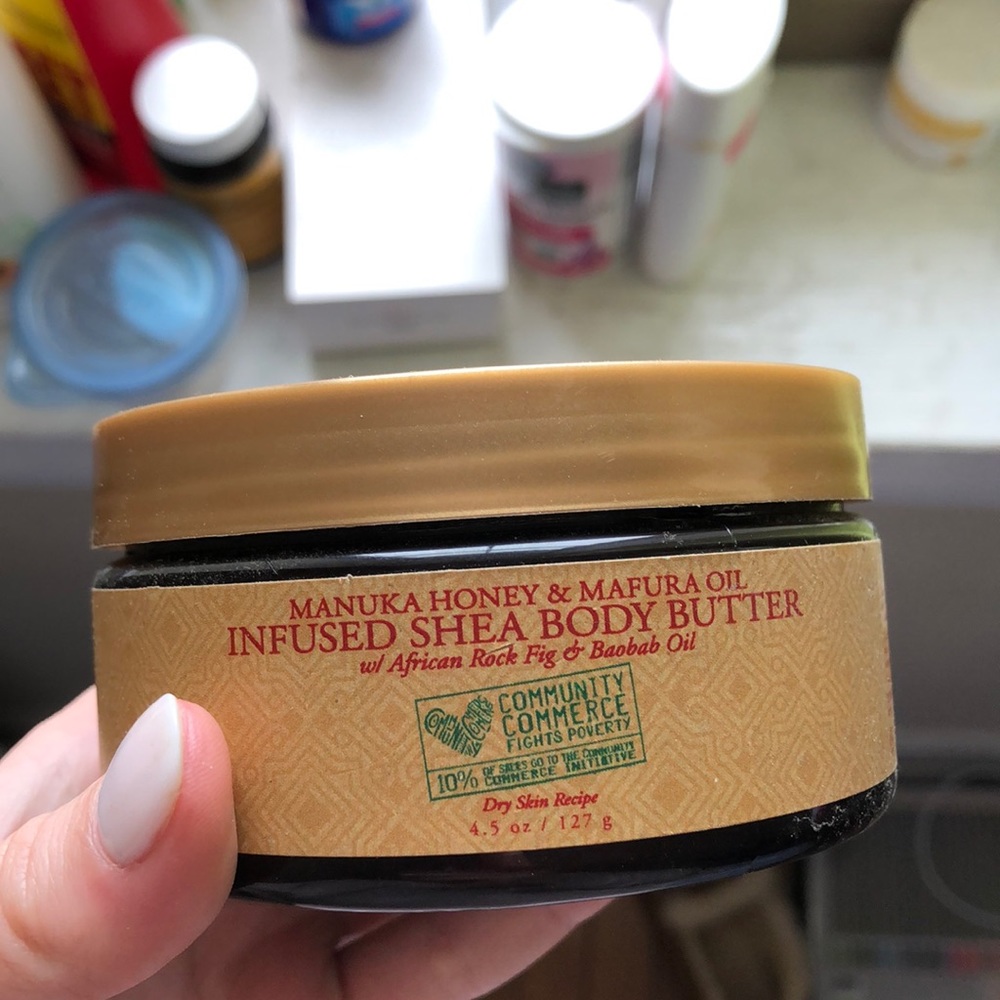 MANUKA HONEY & MAFURA OIL
INFUSED SHEA BODY BUTTER
w/ African Rock Fig & Baobab Oil
COMMUNITY
COMMERCE
FIGHTS POVERTY
10% OF SALES GO TO THE COMMUNITY
COMMERCE INITIATIVE
Dry Skin Recipe
4.5 oz / 127 g